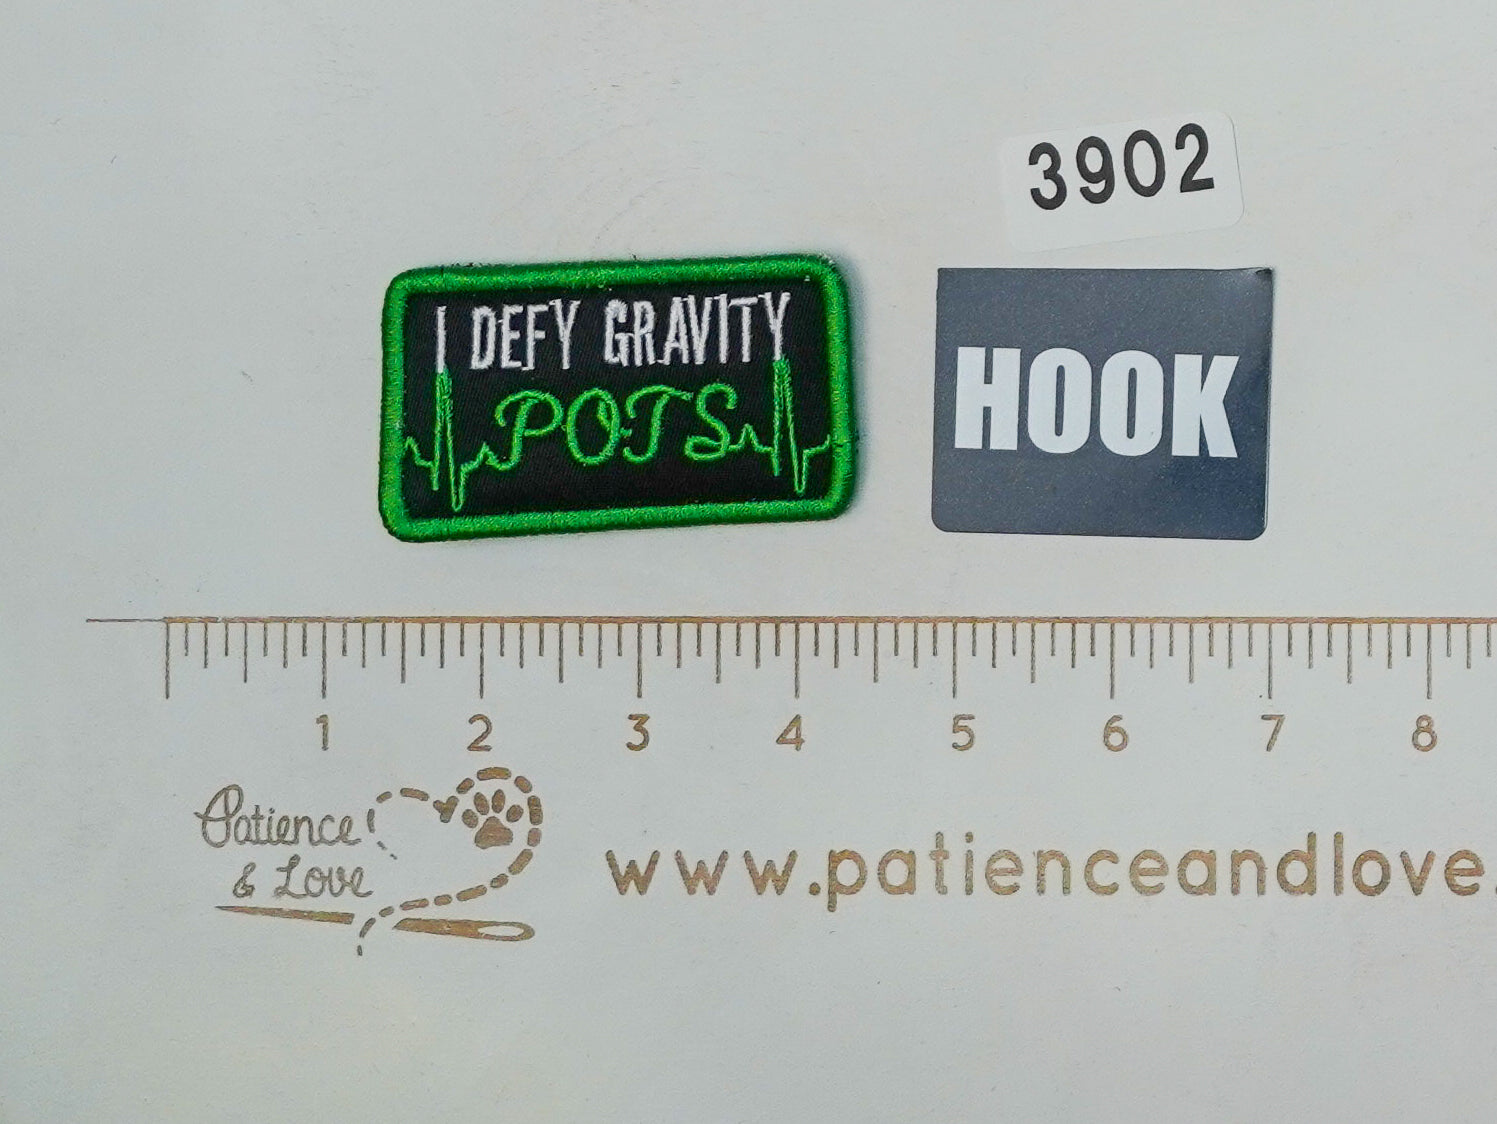 3902
I DEFY GRAVITY
POTS
HOOK
1 2 3 4 5 6 7 8
Patience
& Love
www.patienceandlove.